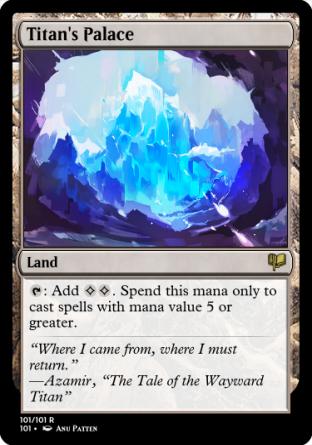 Titan's Palace
Land
: Add . Spend this mana only to
cast spells with mana value 5 or
greater.
“Where I came from, where I must
return.”
—Azamir, “The Tale of the Wayward
Titan”
101/101 R
101 • Anu Patten